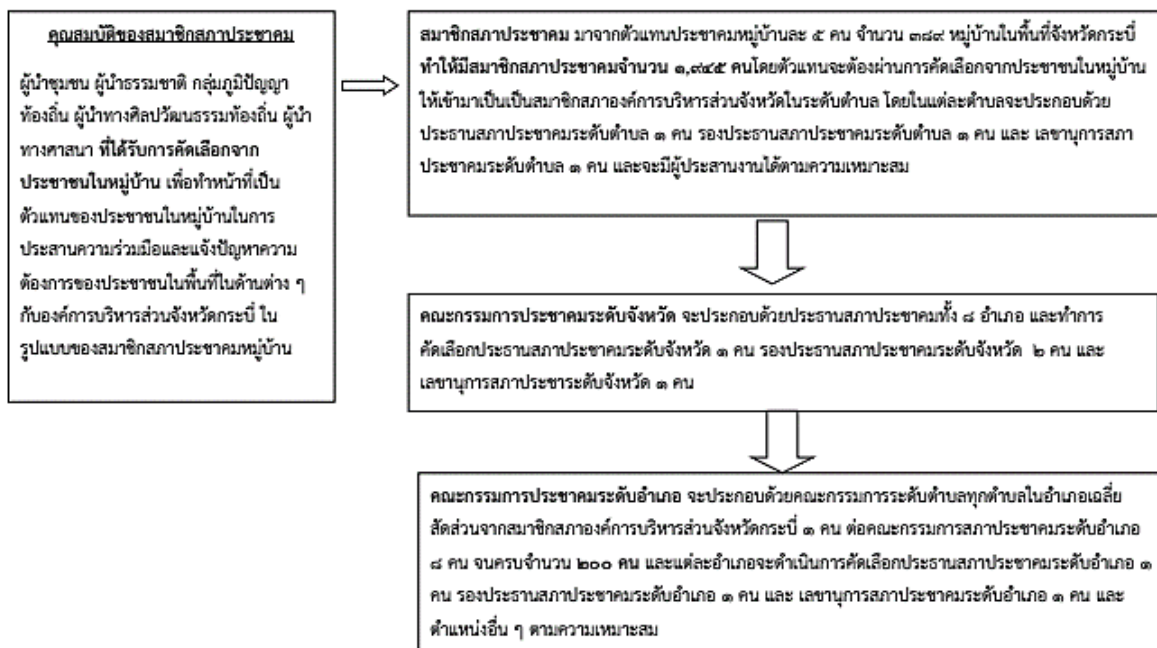 คุณสมบัติของสมาชิกสภาประชาคม
ผู้นำชุมชน ผู้นำธรรมชาติ กลุ่มภูมิปัญญา
ท้องถิ่น ผู้นำทางศิลปวัฒนธรรมท้องถิ่น ผู้นำ
ทางศาสนา ที่ได้รับการคัดเลือกจาก
ประชาชนในหมู่บ้าน เพื่อทำหน้าที่เป็น
ตัวแทนของประชาชนในหมู่บ้านในการ
ประสานความร่วมมือและแจ้งปัญหาความ
ต้องการของประชาชนในพื้นที่ในด้านต่าง ๆ
กับองค์การบริหารส่วนจังหวัดกระบี่ ใน
รูปแบบของสมาชิกสภาประชาคมหมู่บ้าน
สมาชิกสภาประชาคม มาจากตัวแทนประชาคมหมู่บ้านละ ๕ คน จำนวน ๓๘๙ หมู่บ้านในพื้นที่จังหวัดกระบี่
ทำให้มีสมาชิกสภาประชาคมจำนวน ๑,๙๔๕ คนโดยตัวแทนจะต้องผ่านการคัดเลือกจากประชาชนในหมู่บ้าน
ให้เข้ามาเป็นเป็นสมาชิกสภาองค์การบริหารส่วนจังหวัดในระดับตำบล โดยในแต่ละตำบลจะประกอบด้วย
ประธานสภาประชาคมระดับตำบล ๑ คน รองประธานสภาประชาคมระดับตำบล ๑ คน และ เลขานุการสภา
ประชาคมระดับตำบล ๑ คน และจะมีผู้ประสานงานได้ตามความเหมาะสม
คณะกรรมการประชาคมระดับจังหวัด จะประกอบด้วยประธานสภาประชาคมทั้ง ๘ อำเภอ และทำการ
คัดเลือกประธานสภาประชาคมระดับจังหวัด ๑ คน รองประธานสภาประชาคมระดับจังหวัด ๒ คน และ
เลขานุการสภาประชาระดับจังหวัด ๑ คน
คณะกรรมการประชาคมระดับอำเภอ จะประกอบด้วยคณะกรรมการระดับตำบลทุกตำบลในอำเภอเฉลี่ย
สัดส่วนจากสมาชิกสภาองค์การบริหารส่วนจังหวัดกระบี่ ๑ คน ต่อคณะกรรมการสภาประชาคมระดับอำเภอ
๘ คน จนครบจำนวน ๒๐๐ คน และแต่ละอำเภอจะดำเนินการคัดเลือกประธานสภาประชาคมระดับอำเภอ ๑
คน รองประธานสภาประชาคมระดับอำเภอ ๑ คน และ เลขานุการสภาประชาคมระดับอำเภอ ๑ คน และ
ตำแหน่งอื่น ๆ ตามความเหมาะสม